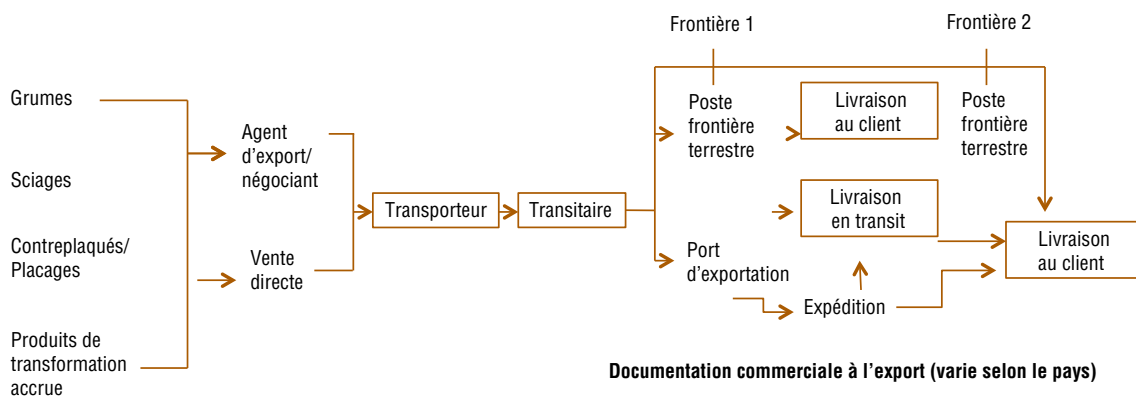 Frontière 1
Frontière 2
Grumes
Sciages
Contreplaqués/
Placages
Produits de
transformation
accrue
Agent
d'export/
négociant
Vente
directe
Transporteur
Transitaire
Poste
frontière
terrestre
Livraison
au client
Poste
frontière
terrestre
Livraison
en transit
Port
d'exportation
Expédition
Livraison
au client
Documentation commerciale à l'export (varie selon le pays)